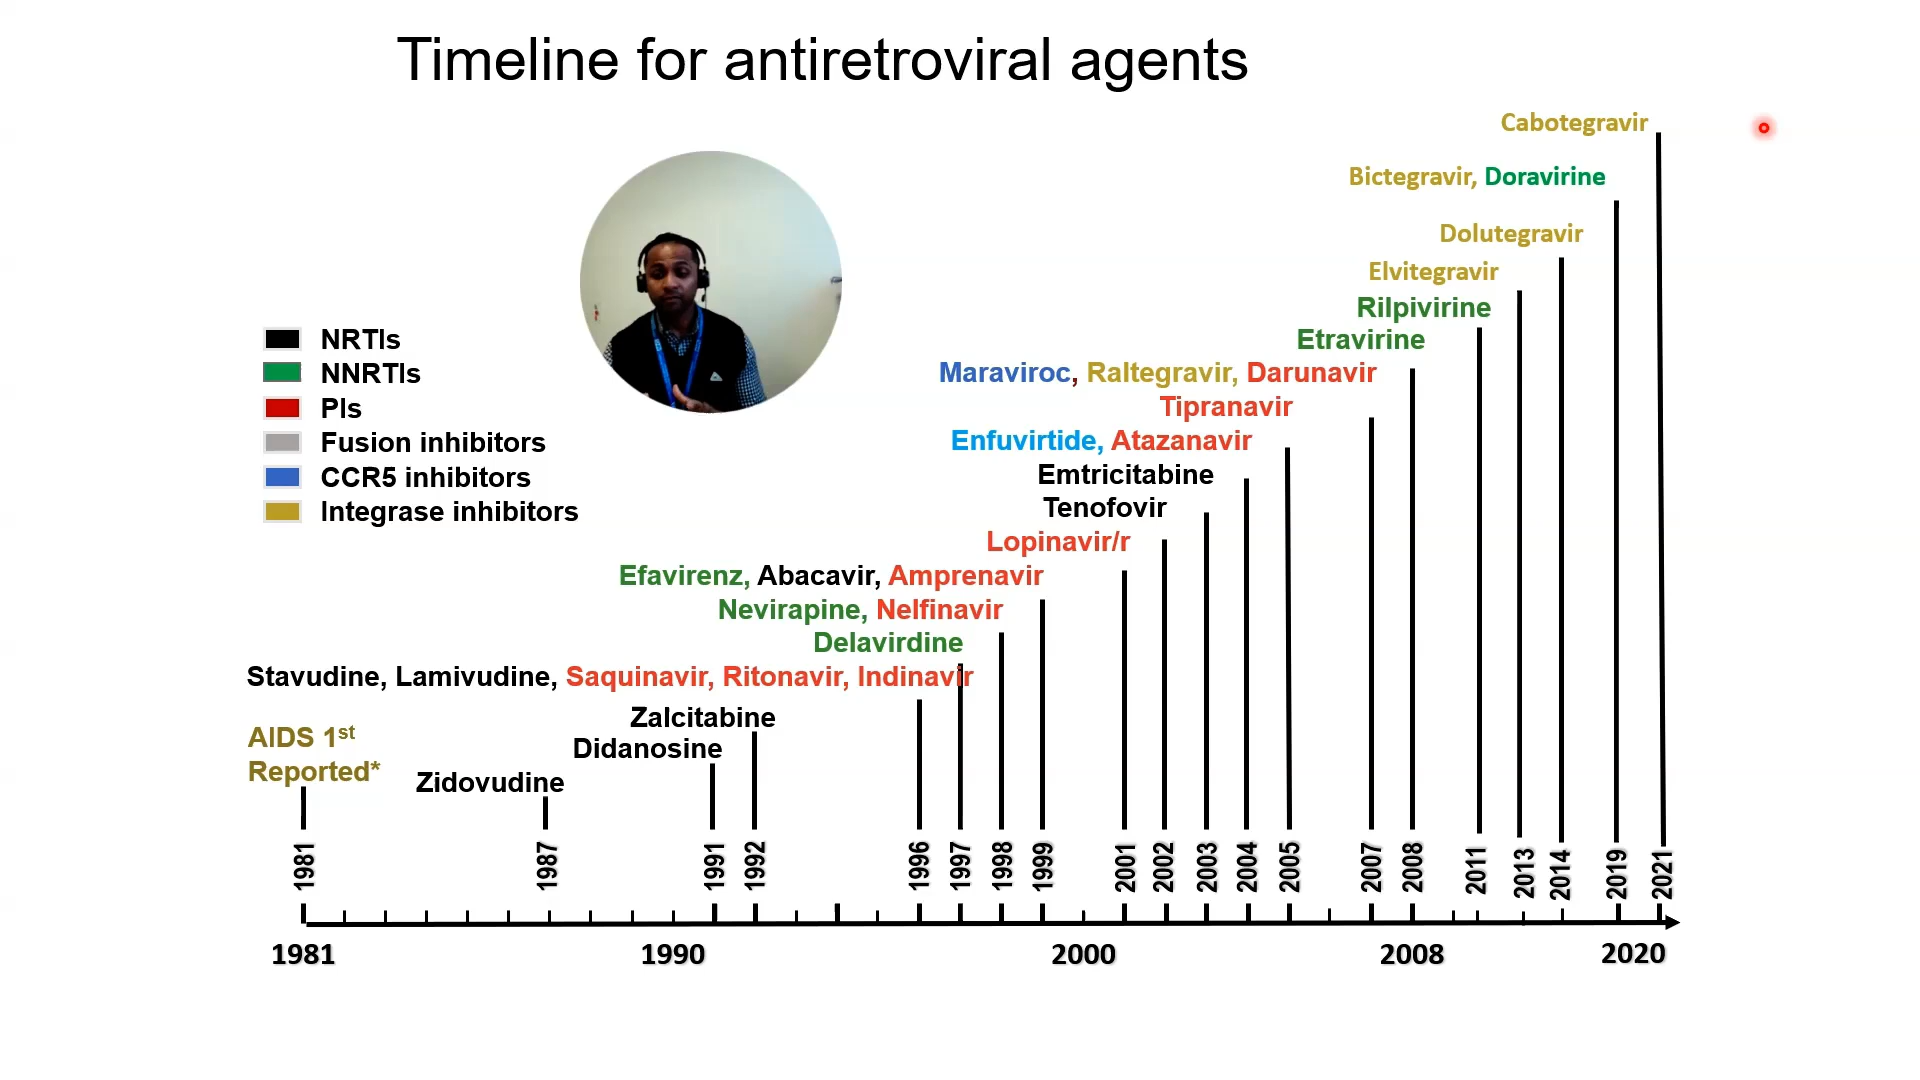 Timeline for antiretroviral agents
Cabotegravir
Bictegravir, Doravirine
Dolutegravir
Elvitegravir
Rilpivirine
Etravirine
Maraviroc, Raltegravir, Darunavir
Tipranavir
Enfuvirtide, Atazanavir
Emtricitabine
Tenofovir
Lopinavir/r
Efavirenz, Abacavir, Amprenavir
Nevirapine, Nelfinavir
Delavirdine
Stavudine, Lamivudine, Saquinavir, Ritonavir, Indinavir
Zalcitabine
Didanosine
Zidovudine
AIDS 1st
Reported*
NRTIs
NNRTIs
PIs
Fusion inhibitors
CCR5 inhibitors
Integrase inhibitors
1981 1987 1991 1992 1996 1997 1998 1999 2001 2002 2003 2004 2005 2007 2008 2011 2013 2014 2019 2021
1981 1990 2000 2008 2020